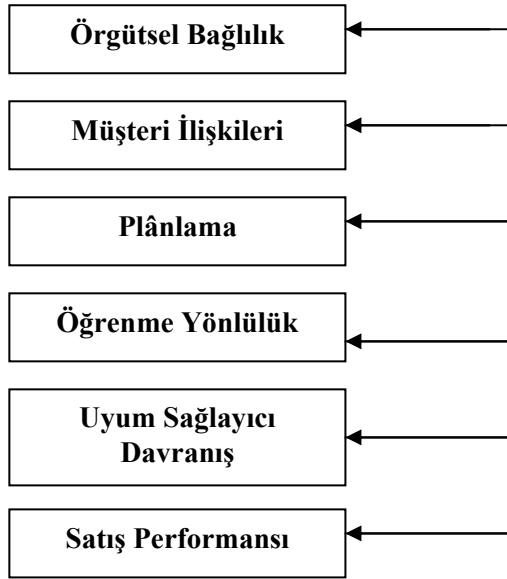 Örgütsel Bağlılık
Müşteri İlişkileri
Plânlama
Öğrenme Yönlülük
Uyum Sağlayıcı
Davranış
Satış Performansı